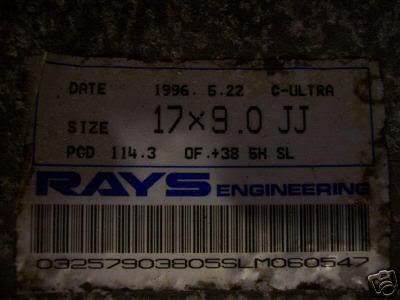 DATE 1996. 5.22 C-ULTRA
SIZE 17×9.0 JJ
PCD 114.3 OF.+38 5H SL
RAYS ENGINEERING
03257903805SLM060547